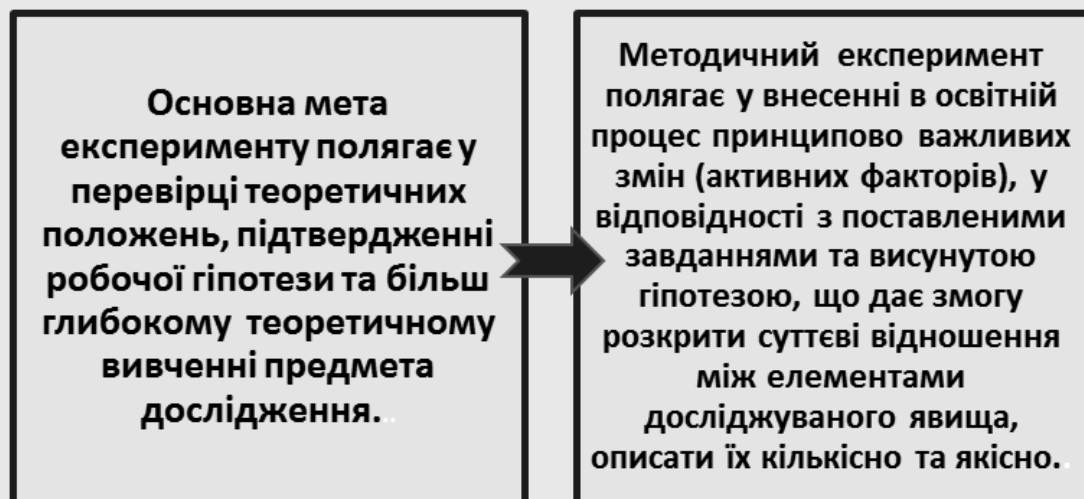 Основна мета
експерименту полягає у
перевірці теоретичних
положень, підтвердженні
робочої гіпотези та більш
глибокому теоретичному
вивченні предмета
дослідження...
Методичний експеримент
полягає у внесенні в освітній
процес принципово важливих
змін (активних факторів), у
відповідності з поставленими
завданнями та висунутою
гіпотезою, що дає змогу
розкрити суттєві відношення
між елементами
досліджуваного явища,
описати їх кількісно та якісно..